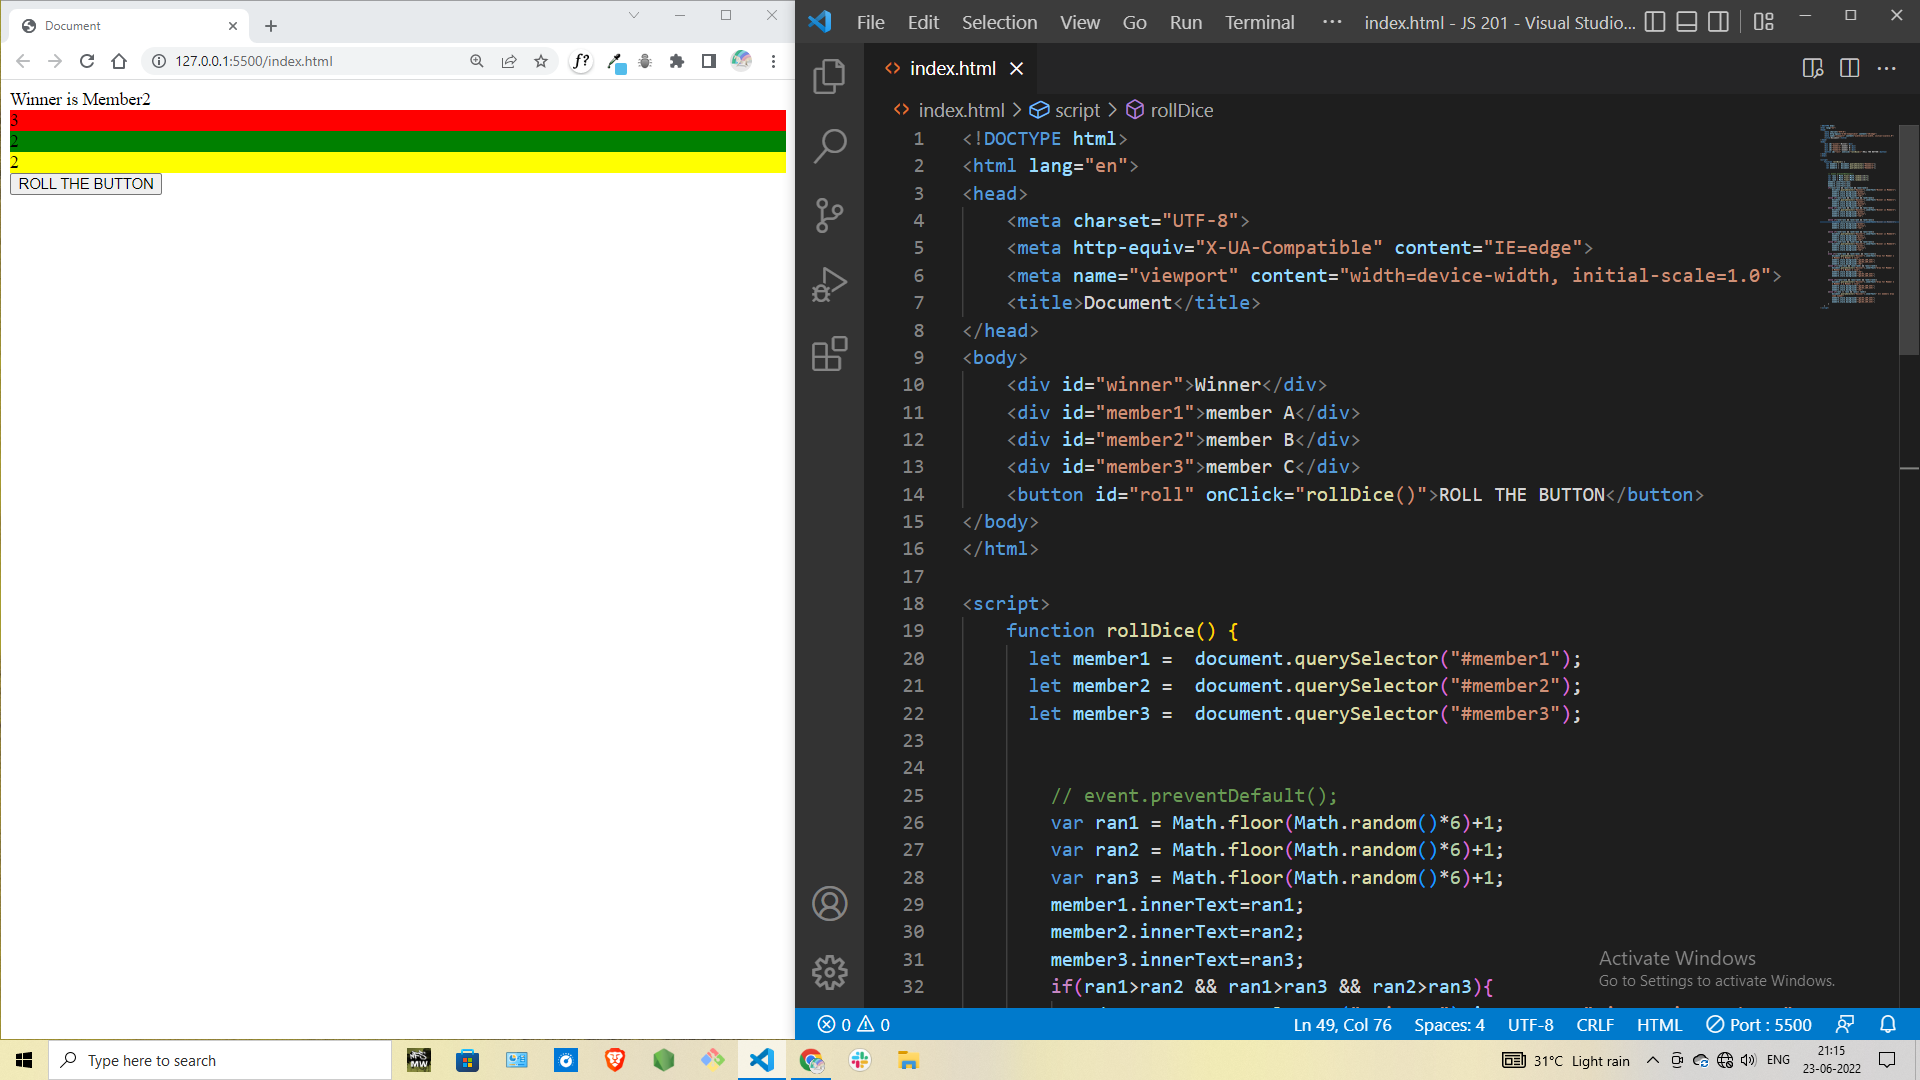 Document
127.0.0.1:5500/index.html
Winner is Member2
3
2
2
ROLL THE BUTTON
File Edit Selection View Go Run Terminal ··· index.html - JS 201 - Visual Studio...
index.html
index.html > script > rollDice
1 <!DOCTYPE html>
2 <html lang="en">
3 <head>
4 <meta charset="UTF-8">
5 <meta http-equiv="X-UA-Compatible" content="IE=edge">
6 <meta name="viewport" content="width=device-width, initial-scale=1.0">
7 <title>Document</title>
8 </head>
9 <body>
10 <div id="winner">Winner</div>
11 <div id="member1">member A</div>
12 <div id="member2">member B</div>
13 <div id="member3">member C</div>
14 <button id="roll" onClick="rollDice()">ROLL THE BUTTON</button>
15 </body>
16 </html>
17
18 <script>
19 function rollDice() {
20 let member1 =  document.querySelector("#member1");
21 let member2 =  document.querySelector("#member2");
22 let member3 =  document.querySelector("#member3");
23
24
25 // event.preventDefault();
26 var ran1 = Math.floor(Math.random()*6)+1;
27 var ran2 = Math.floor(Math.random()*6)+1;
28 var ran3 = Math.floor(Math.random()*6)+1;
29 member1.innerText=ran1;
30 member2.innerText=ran2;
31 member3.innerText=ran3;
32 if(ran1>ran2 && ran1>ran3 && ran2>ran3){
Activate Windows
Go to Settings to activate Windows.
0 0 Ln 49, Col 76 Spaces: 4 UTF-8 CRLF HTML Port : 5500
Type here to search
31°C Light rain ENG
21:15
23-06-2022